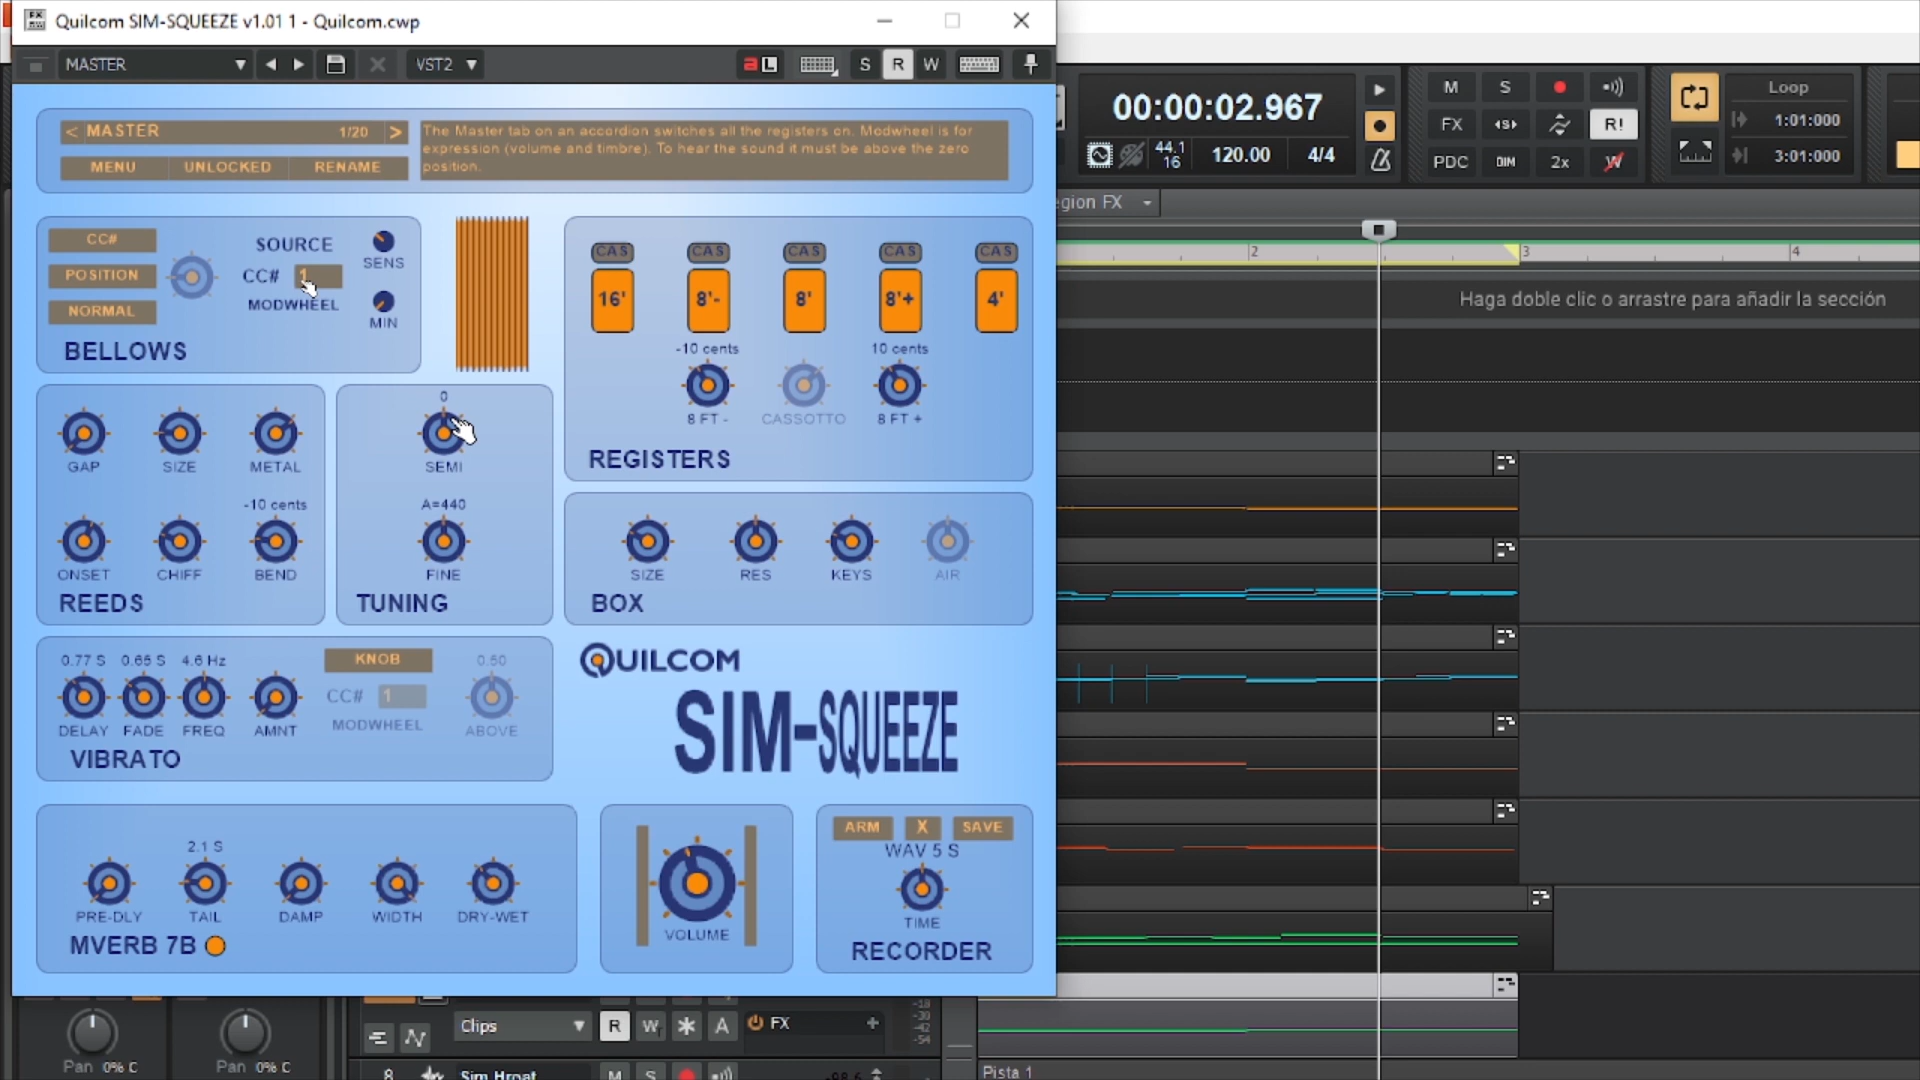 Quilcom SIM-SQUEEZE v1.01 1 - Quilcom.cwp
MASTER
VST2
S R W
< MASTER 1/20 >
MENU UNLOCKED RENAME
The Master tab on an accordion switches all the registers on. Modwheel is for
expression (volume and timbre). To hear the sound it must be above the zero
position.
CC#
POSITION
NORMAL
SOURCE
CC# 1
MODWHEEL
SENS
MIN
BELLOWS
CAS CAS CAS CAS CAS
16' 8'- 8' 8'+ 4'
-10 cents 10 cents
8 FT - CASSOTTO 8 FT +
REGISTERS
GAP SIZE METAL
-10 cents
ONSET CHIFF BEND
REEDS
0
SEMI
A=440
FINE
TUNING
SIZE RES KEYS AIR
BOX
0.77 S 0.65 S 4.6 Hz
DELAY FADE FREQ AMNT
KNOB
CC# 1
MODWHEEL
0.50
ABOVE
VIBRATO
QUILCOM
SIM-SQUEEZE
2.1 S
PRE-DLY TAIL DAMP WIDTH DRY-WET
MVERB 7B
VOLUME
ARM X SAVE
WAV 5 S
TIME
RECORDER
00:00:02.967
44.1
16
120.00 4/4
M S
FX R!
PDC DIM 2x
Loop
1:01:000
3:01:000
gion FX
2 3 4
Haga doble clic o arrastre para añadir la sección
Pan 0% C Pan 0% C
Clips R W * A FX +
-18
-30
-42
-54
8 Sim Hroat M S -98.6
Pista 1